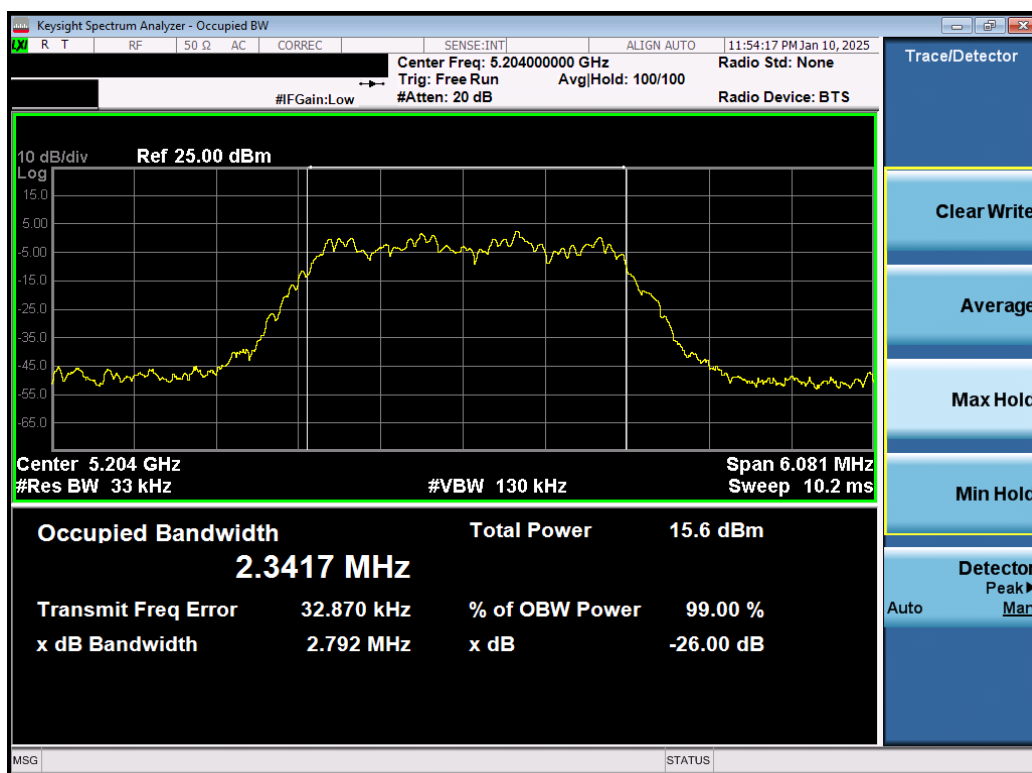 Keysight Spectrum Analyzer - Occupied BW
LXI R T RF 50 Ω AC CORREC SENSE:INT ALIGN AUTO 11:54:17 PM Jan 10, 2025
Center Freq: 5.204000000 GHz Radio Std: None
Trig: Free Run Avg|Hold: 100/100
#IFGain:Low #Atten: 20 dB Radio Device: BTS
10 dB/div Ref 25.00 dBm
Log
15.0
5.00
-5.00
-15.0
-25.0
-35.0
-45.0
-55.0
-65.0
Center 5.204 GHz Span 6.081 MHz
#Res BW 33 kHz #VBW 130 kHz Sweep 10.2 ms
Occupied Bandwidth Total Power 15.6 dBm
2.3417 MHz
Transmit Freq Error 32.870 kHz % of OBW Power 99.00 %
x dB Bandwidth 2.792 MHz x dB -26.00 dB
MSG STATUS
Trace/Detector
Clear Write
Average
Max Hold
Min Hold
Detector
Peak▶
Auto Man